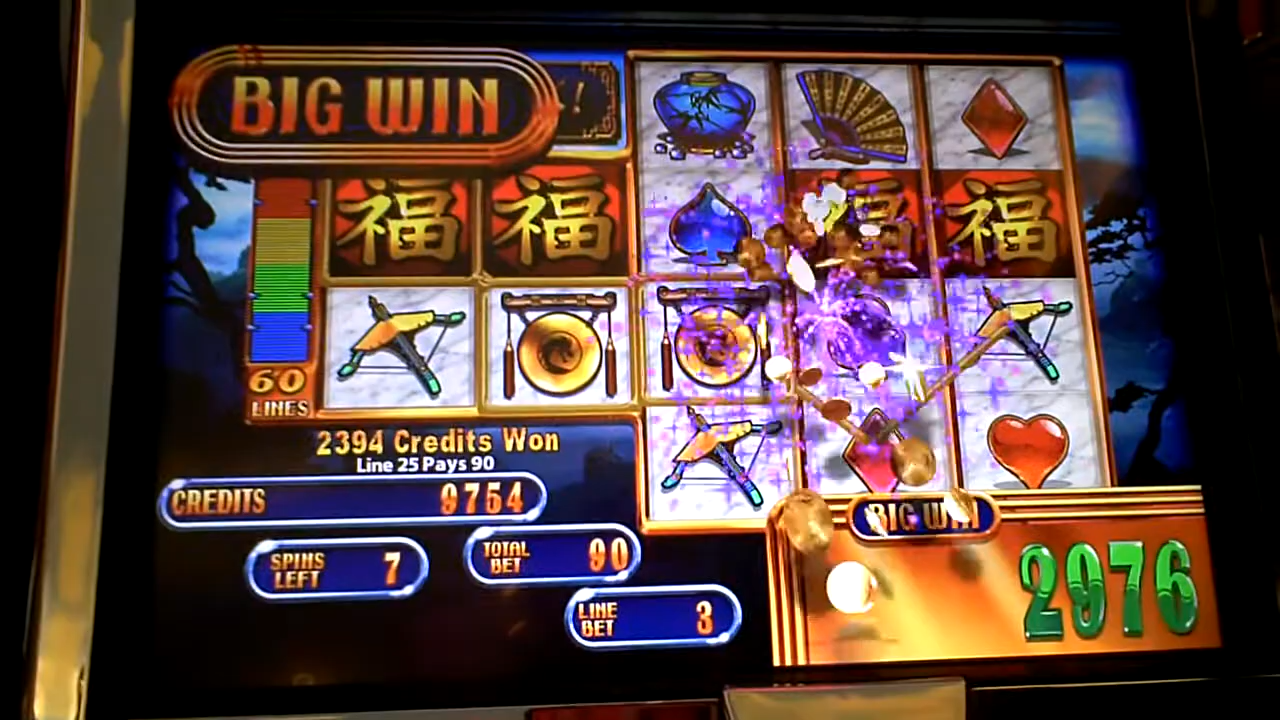 BIG WIN
!
福 福 福 福
60
LINES
2394 Credits Won
Line 25 Pays 90
CREDITS 9754
SPINS LEFT 7
TOTAL BET 90
LINE BET 3
BIG WIN
2976